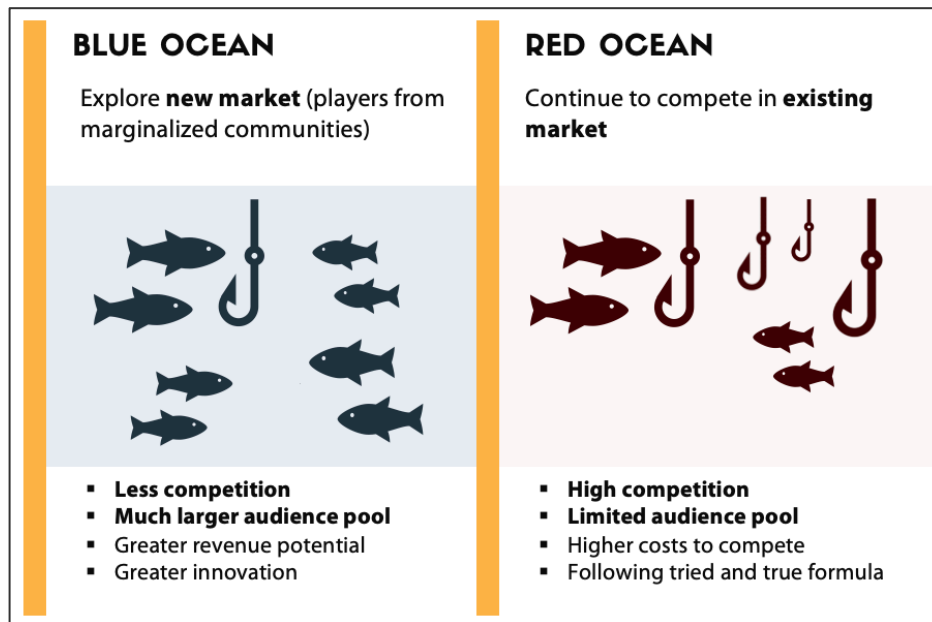 BLUE OCEAN
Explore new market (players from
marginalized communities)
▪ Less competition
▪ Much larger audience pool
▪ Greater revenue potential
▪ Greater innovation
RED OCEAN
Continue to compete in existing
market
▪ High competition
▪ Limited audience pool
▪ Higher costs to compete
▪ Following tried and true formula